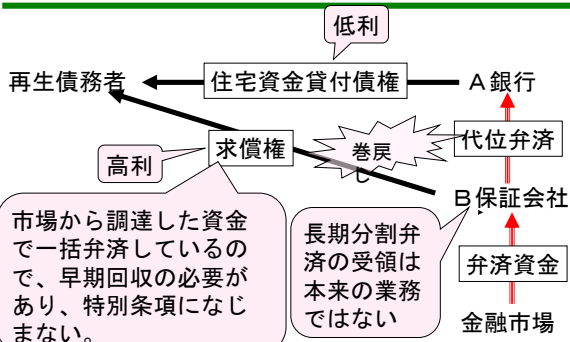 低利
再生債務者
住宅資金貸付債権
A銀行
求償権
巻戻
し
代位弁済
高利
B保証会社
市場から調達した資金
で一括弁済しているの
で、早期回収の必要が
あり、特別条項になじ
まない。
長期分割弁
済の受領は
本来の業務
ではない
弁済資金
金融市場